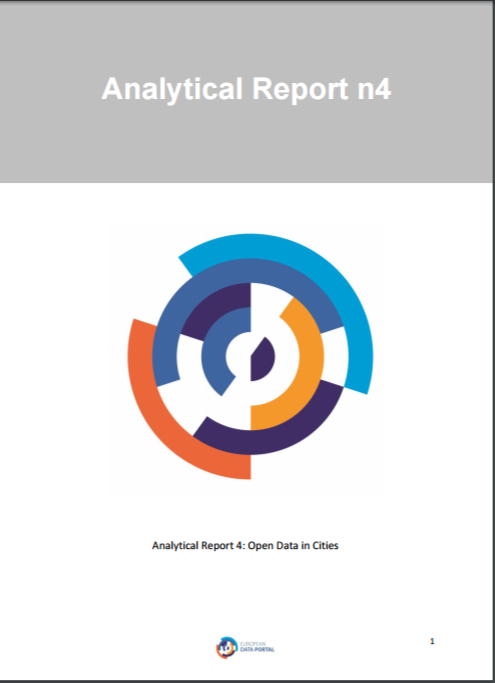 Analytical Report n4
Analytical Report 4: Open Data in Cities
EUROPEAN
DATA PORTAL
1